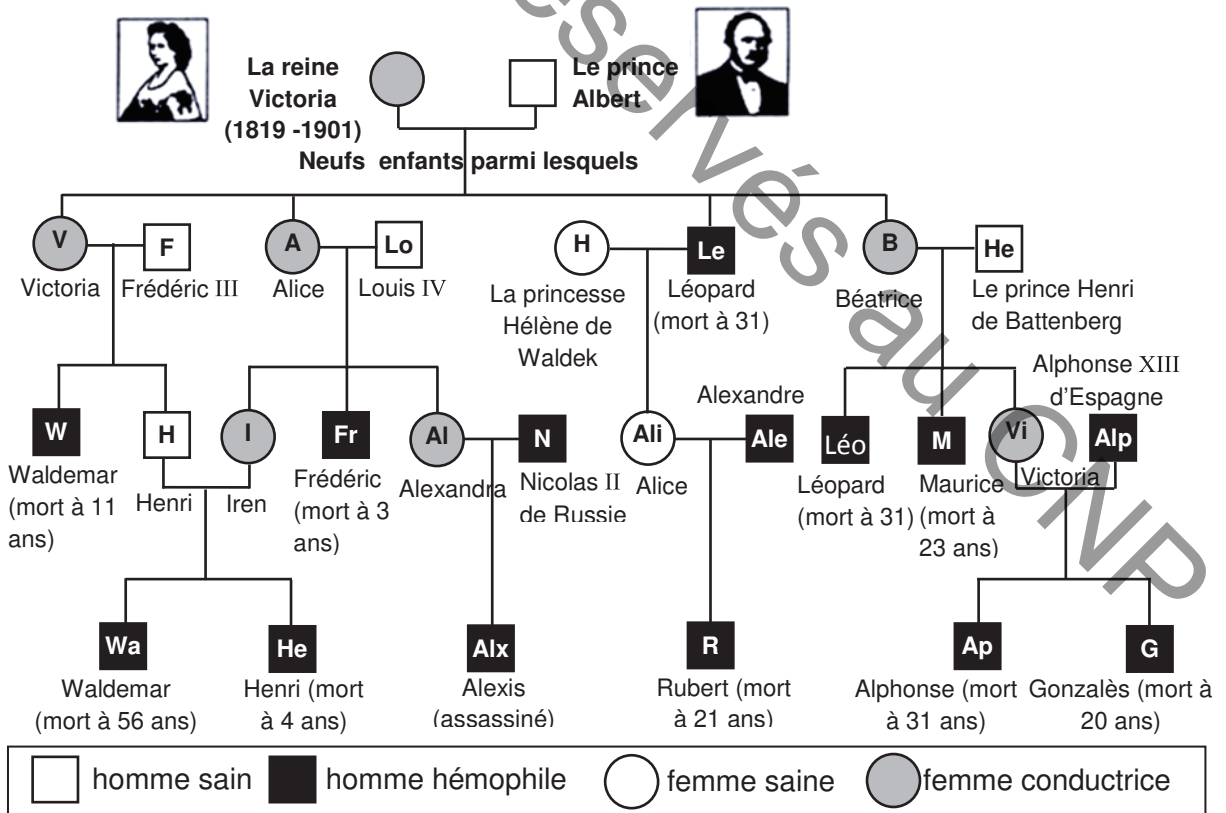 La reine
Victoria
(1819 -1901)
Le prince
Albert
Neufs enfants parmi lesquels
V
F
A
Lo
H
Le
B
He
Victoria
Frédéric III
Alice
Louis IV
La princesse
Hélène de
Waldek
Léopard
(mort à 31)
Béatrice
Le prince Henri
de Battenberg
Alphonse XIII
d'Espagne
Alexandre
W
H
I
Fr
Al
N
Ali
Ale
Léo
M
Vi
Alp
Waldemar
(mort à 11
ans)
Henri
Iren
Frédéric
(mort à 3
ans)
Alexandra
Nicolas II
de Russie
Alice
Léopard
(mort à 31)
Maurice
(mort à
23 ans)
Victoria
Wa
He
Alx
R
Ap
G
Waldemar
(mort à 56 ans)
Henri (mort
à 4 ans)
Alexis
(assassiné)
Rubert (mort
à 21 ans)
Alphonse (mort
à 31 ans)
Gonzalès (mort à
20 ans)
homme sain
homme hémophile
femme saine
femme conductrice
servés au CNP